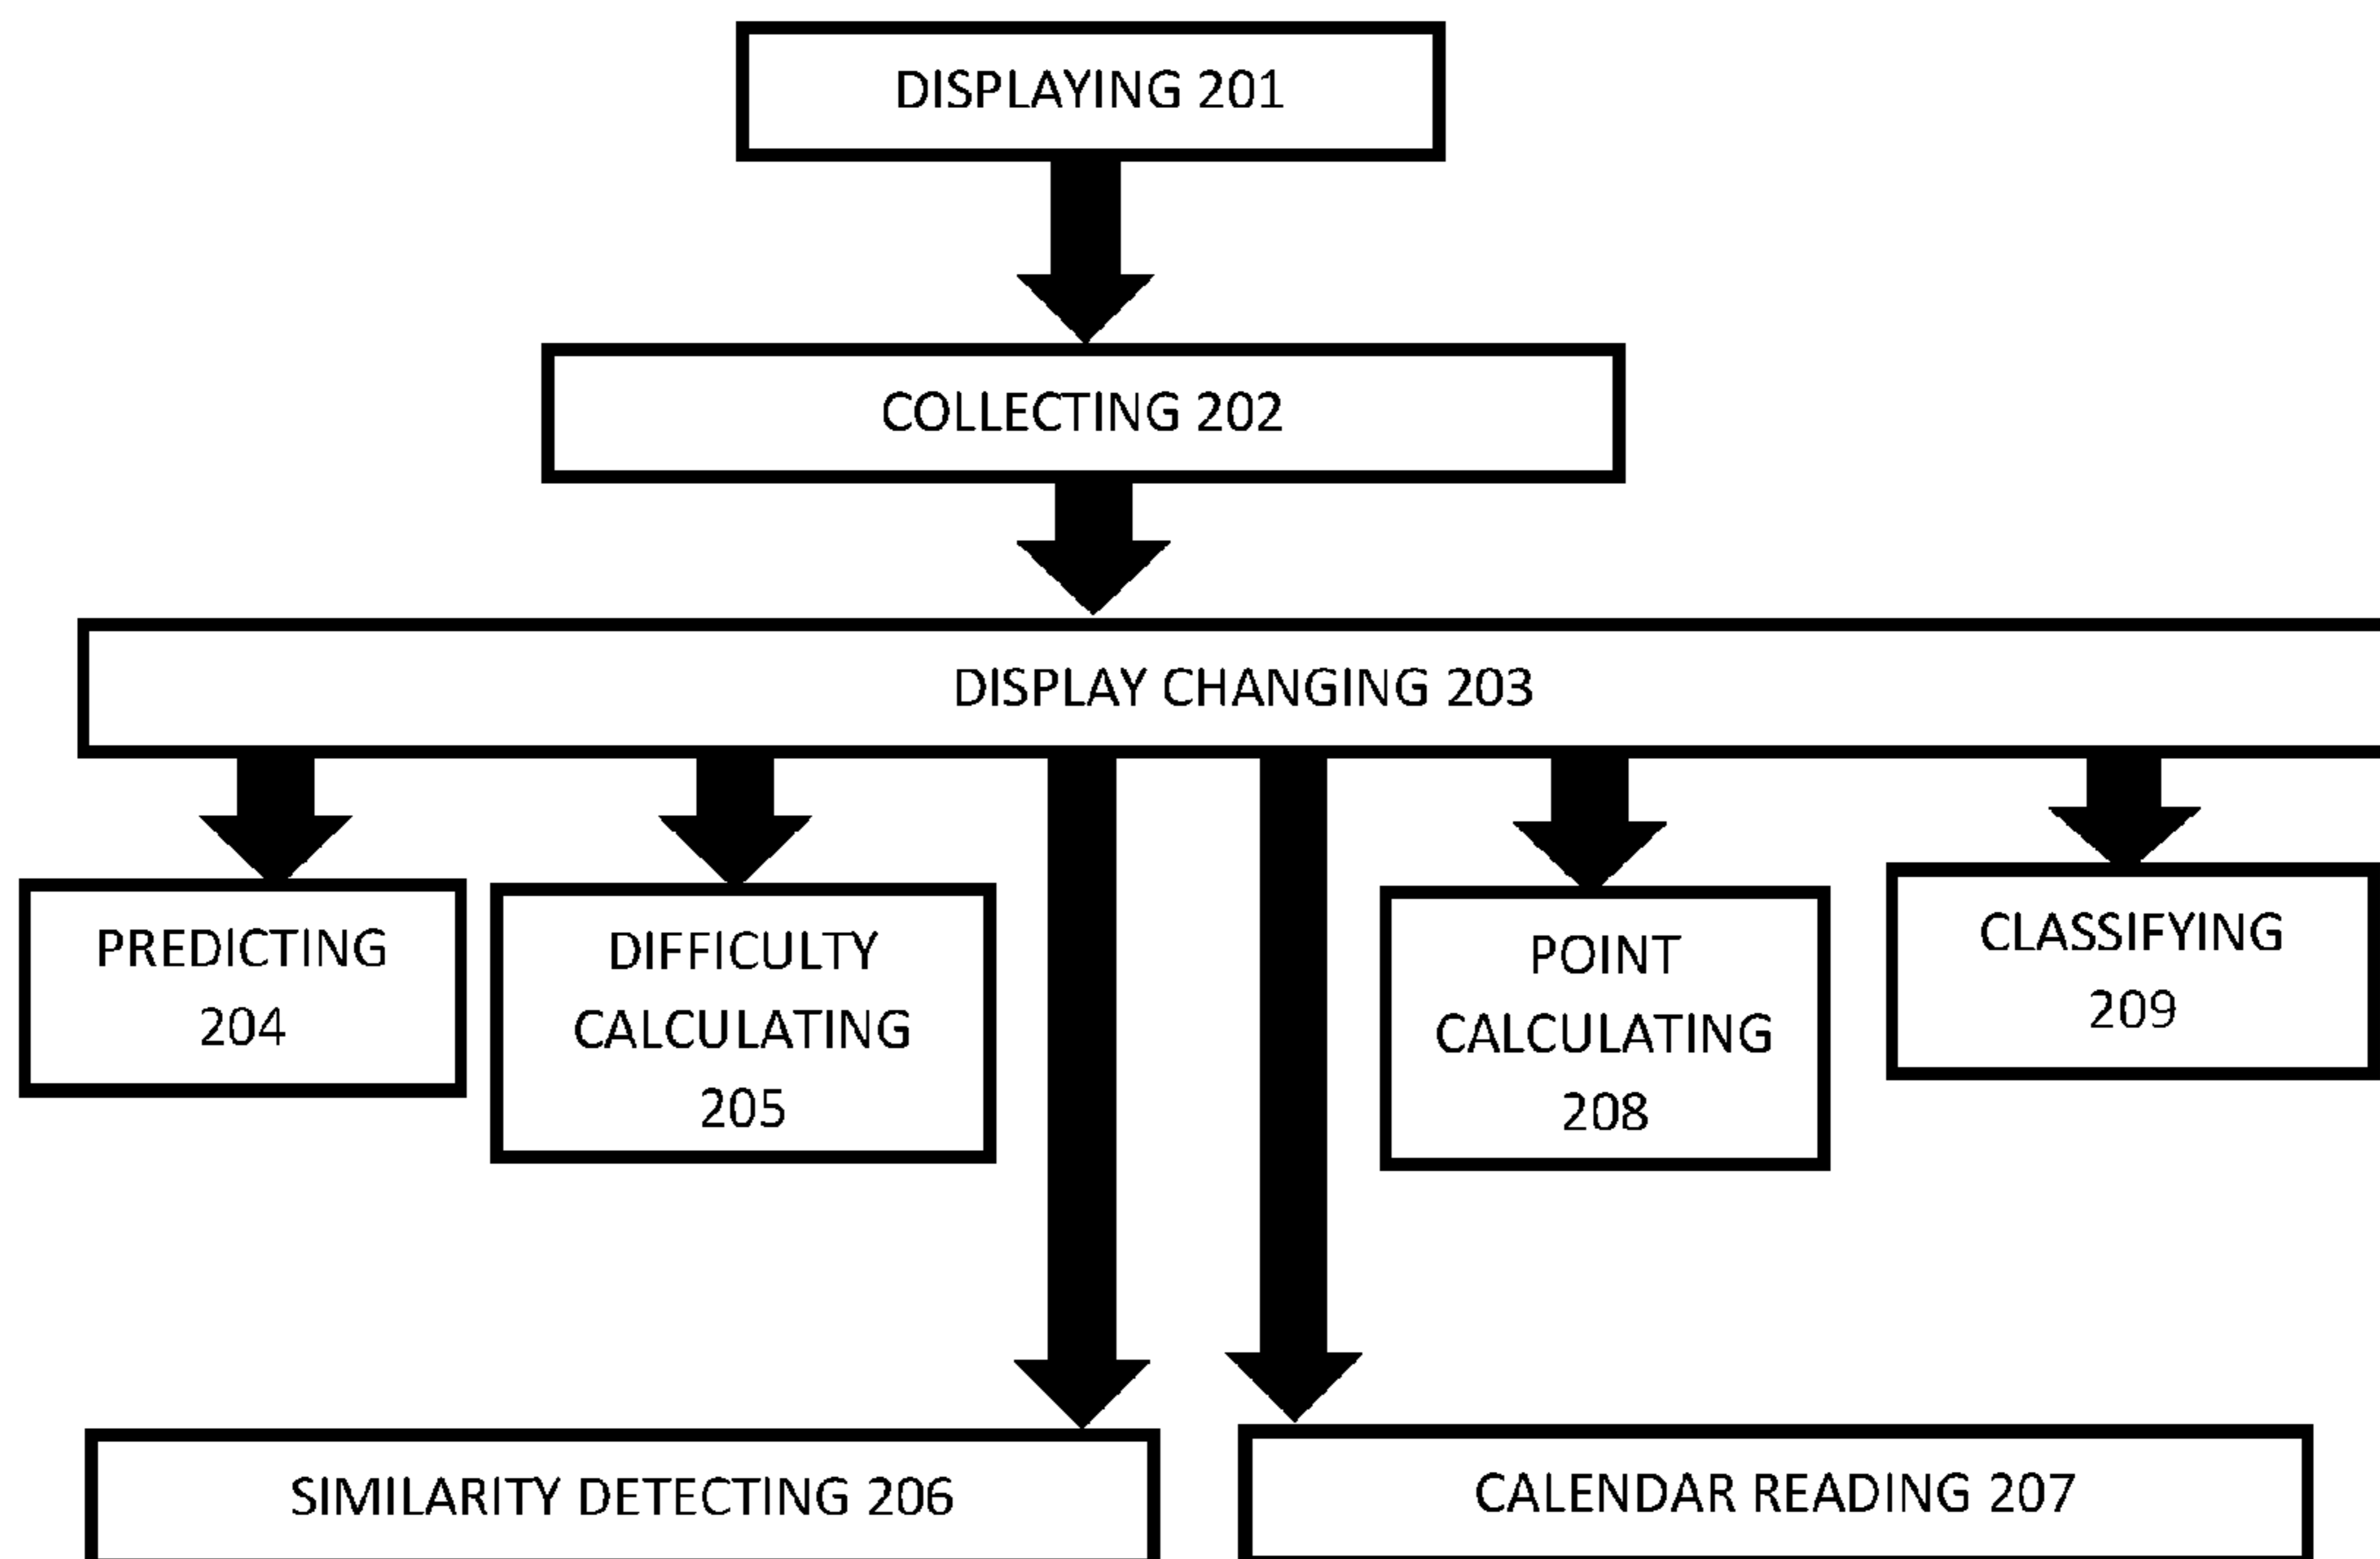 DISPLAYING 201
COLLECTING 202
DISPLAY CHANGING 203
PREDICTING
204
DIFFICULTY
CALCULATING
205
POINT
CALCULATING
208
CLASSIFYING
209
SIMILARITY DETECTING 206
CALENDAR READING 207